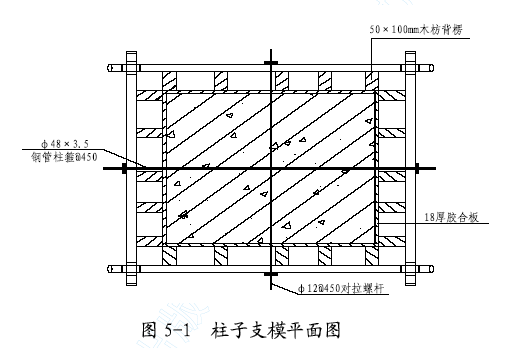 50×100mm木枋背楞
ф48×3.5
钢管柱箍@450
18厚胶合板
ф12@450对拉螺杆
图 5-1 柱子支模平面图